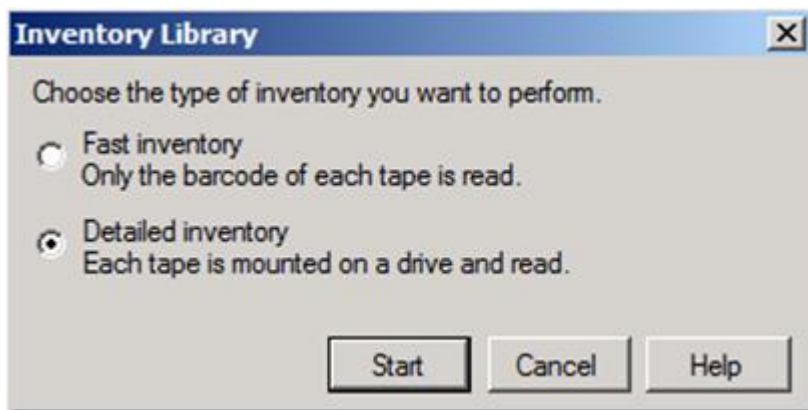 Inventory Library
Choose the type of inventory you want to perform.
Fast inventory
Only the barcode of each tape is read.
Detailed inventory
Each tape is mounted on a drive and read.
Start Cancel Help